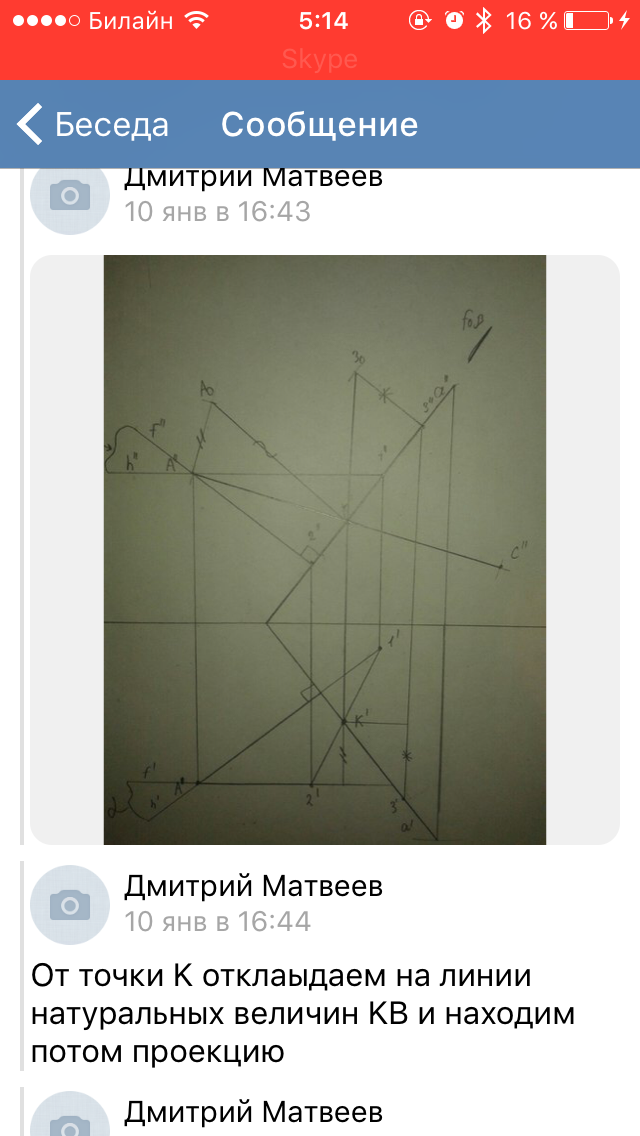 Билайн 5:14 16 %
Skype
Беседа Сообщение
Дмитрий Матвеев
10 янв в 16:43
3₀
A₀
3" a"
f"
h" A"
1"
2"
C"
1'
K'
f'
h'
2'
3'
a'
Дмитрий Матвеев
10 янв в 16:44
От точки К отклаыдаем на линии
натуральных величин КВ и находим
потом проекцию
Дмитрий Матвеев